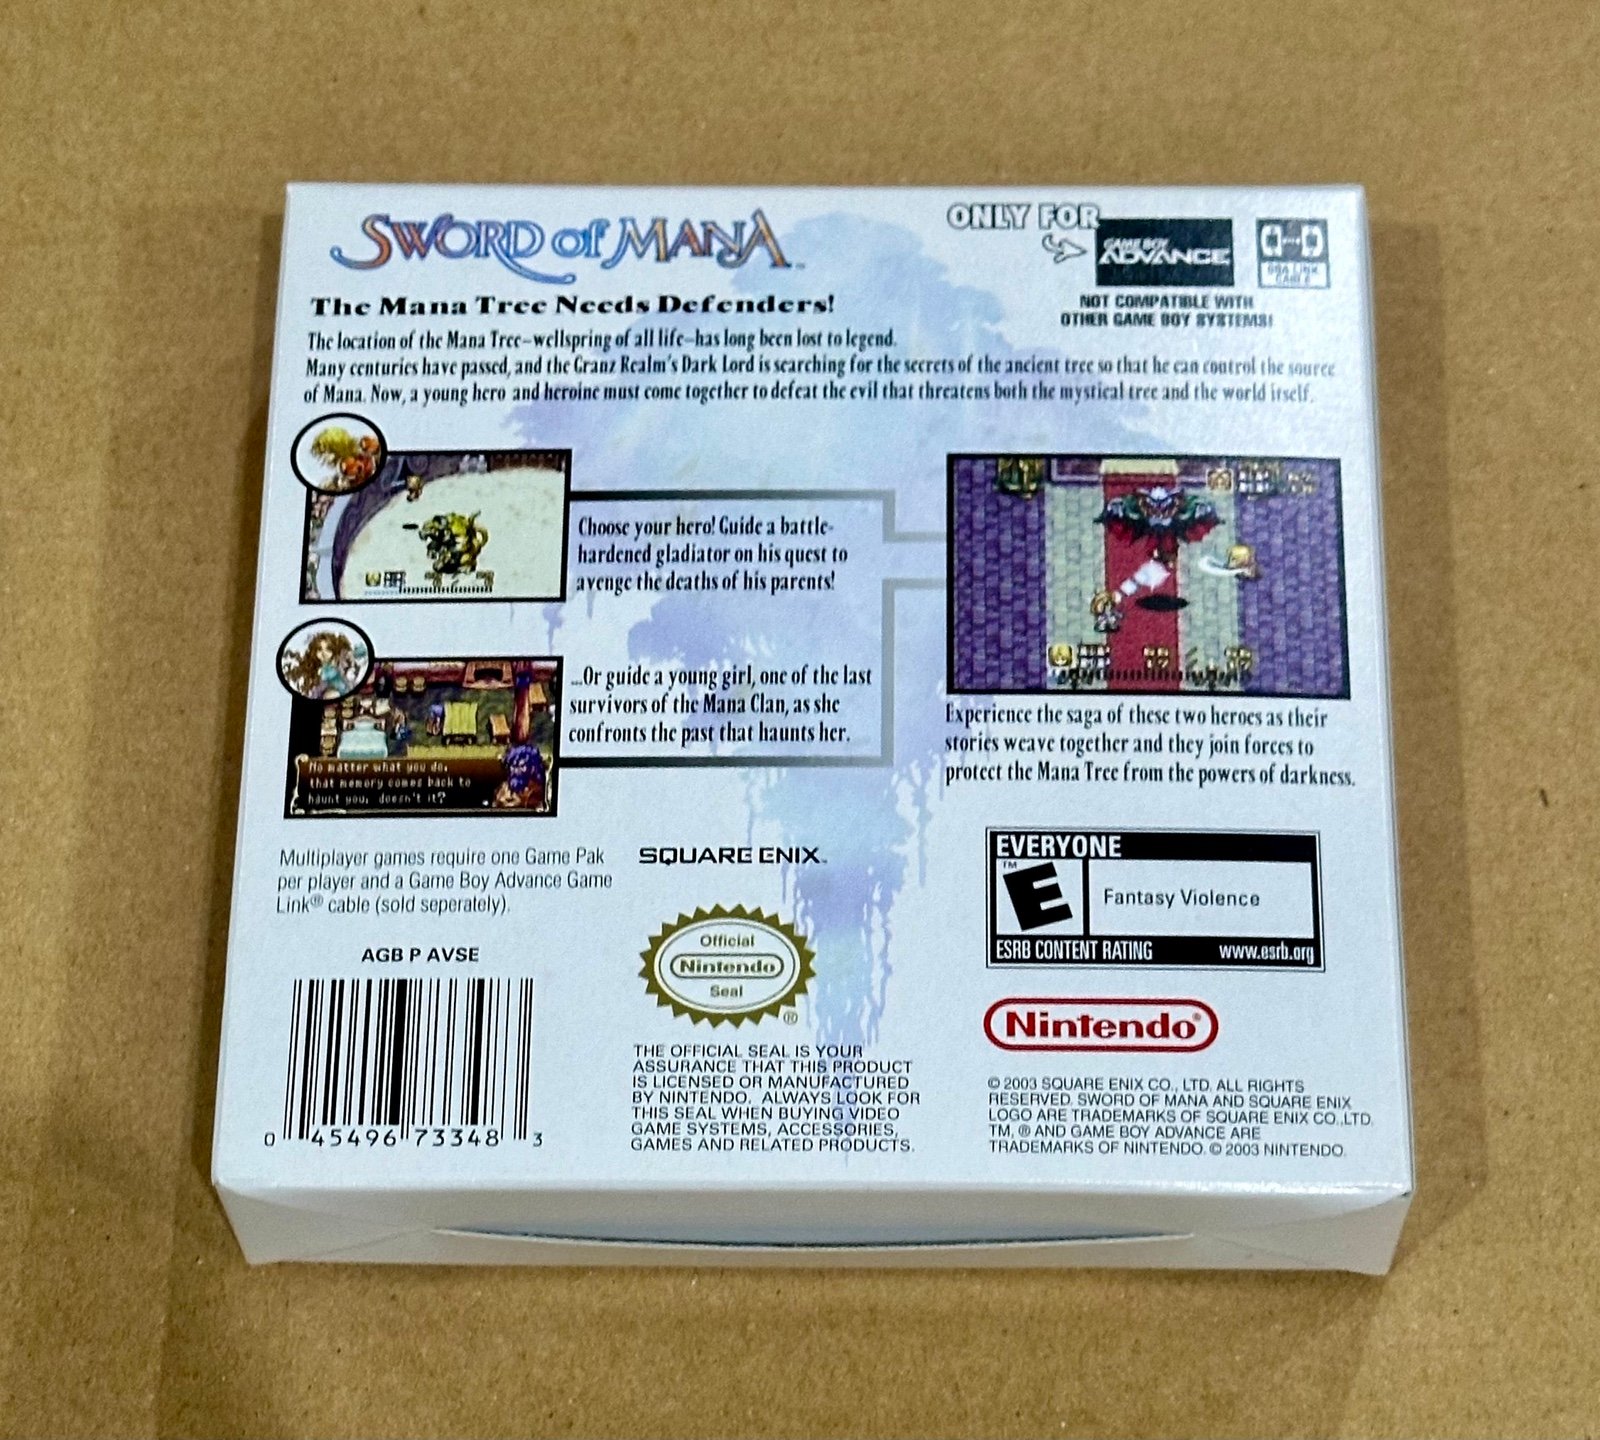 SWORD of MANA™
ONLY FOR
GAME BOY
ADVANCE
GBA LINK
CABLE
NOT COMPATIBLE WITH
OTHER GAME BOY SYSTEMS!
The Mana Tree Needs Defenders!
The location of the Mana Tree–wellspring of all life–has long been lost to legend.
Many centuries have passed, and the Granz Realm's Dark Lord is searching for the secrets of the ancient tree so that he can control the source
of Mana. Now, a young hero and heroine must come together to defeat the evil that threatens both the mystical tree and the world itself.
Choose your hero! Guide a battle-
hardened gladiator on his quest to
avenge the deaths of his parents!
...Or guide a young girl, one of the last
survivors of the Mana Clan, as she
confronts the past that haunts her.
No matter what you do,
that memory comes back to
haunt you, doesn't it?
Experience the saga of these two heroes as their
stories weave together and they join forces to
protect the Mana Tree from the powers of darkness.
Multiplayer games require one Game Pak
per player and a Game Boy Advance Game
Link® cable (sold seperately).
AGB P AVSE
0 45496 73348 3
SQUARE ENIX™
Official
Nintendo
Seal
®
THE OFFICIAL SEAL IS YOUR
ASSURANCE THAT THIS PRODUCT
IS LICENSED OR MANUFACTURED
BY NINTENDO. ALWAYS LOOK FOR
THIS SEAL WHEN BUYING VIDEO
GAME SYSTEMS, ACCESSORIES,
GAMES AND RELATED PRODUCTS.
EVERYONE
™
E
Fantasy Violence
ESRB CONTENT RATING www.esrb.org
Nintendo®
© 2003 SQUARE ENIX CO., LTD. ALL RIGHTS
RESERVED. SWORD OF MANA AND SQUARE ENIX
LOGO ARE TRADEMARKS OF SQUARE ENIX CO.,LTD.
TM, ® AND GAME BOY ADVANCE ARE
TRADEMARKS OF NINTENDO. © 2003 NINTENDO.